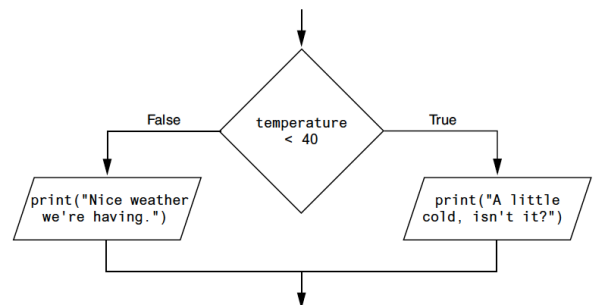 False
temperature
< 40
True
print("Nice weather
we're having.")
print("A little
cold, isn't it?")